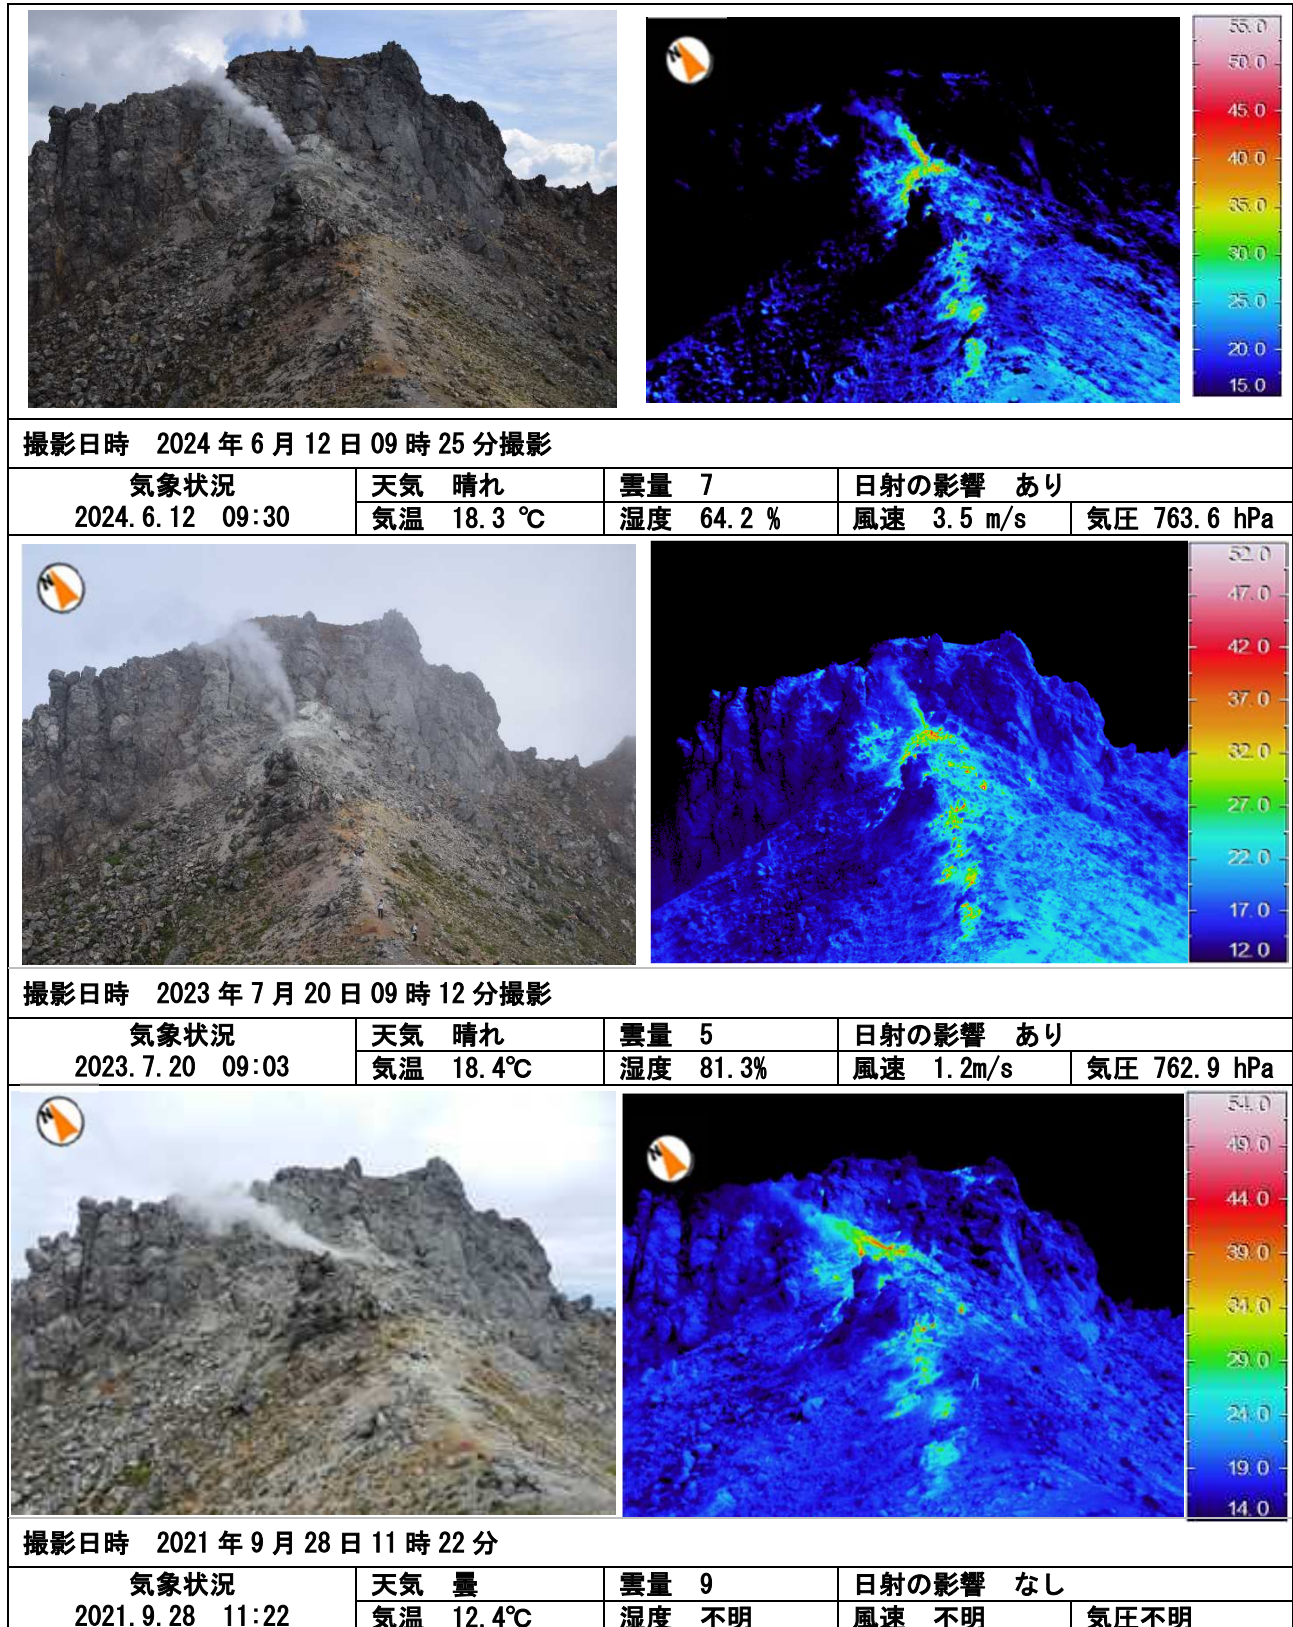 N
55.0
50.0
45.0
40.0
35.0
30.0
25.0
20.0
15.0
撮影日時 2024年6月12日09時25分撮影
気象状況 天気 晴れ 雲量 7 日射の影響 あり
2024.6.12 09:30 気温 18.3 ℃ 湿度 64.2 % 風速 3.5 m/s 気圧 763.6 hPa
N
52.0
47.0
42.0
37.0
32.0
27.0
22.0
17.0
12.0
撮影日時 2023年7月20日09時12分撮影
気象状況 天気 晴れ 雲量 5 日射の影響 あり
2023.7.20 09:03 気温 18.4℃ 湿度 81.3% 風速 1.2m/s 気圧 762.9 hPa
N
N
54.0
49.0
44.0
39.0
34.0
29.0
24.0
19.0
14.0
撮影日時 2021年9月28日11時22分
気象状況 天気 曇 雲量 9 日射の影響 なし
2021.9.28 11:22 気温 12.4℃ 湿度 不明 風速 不明 気圧不明